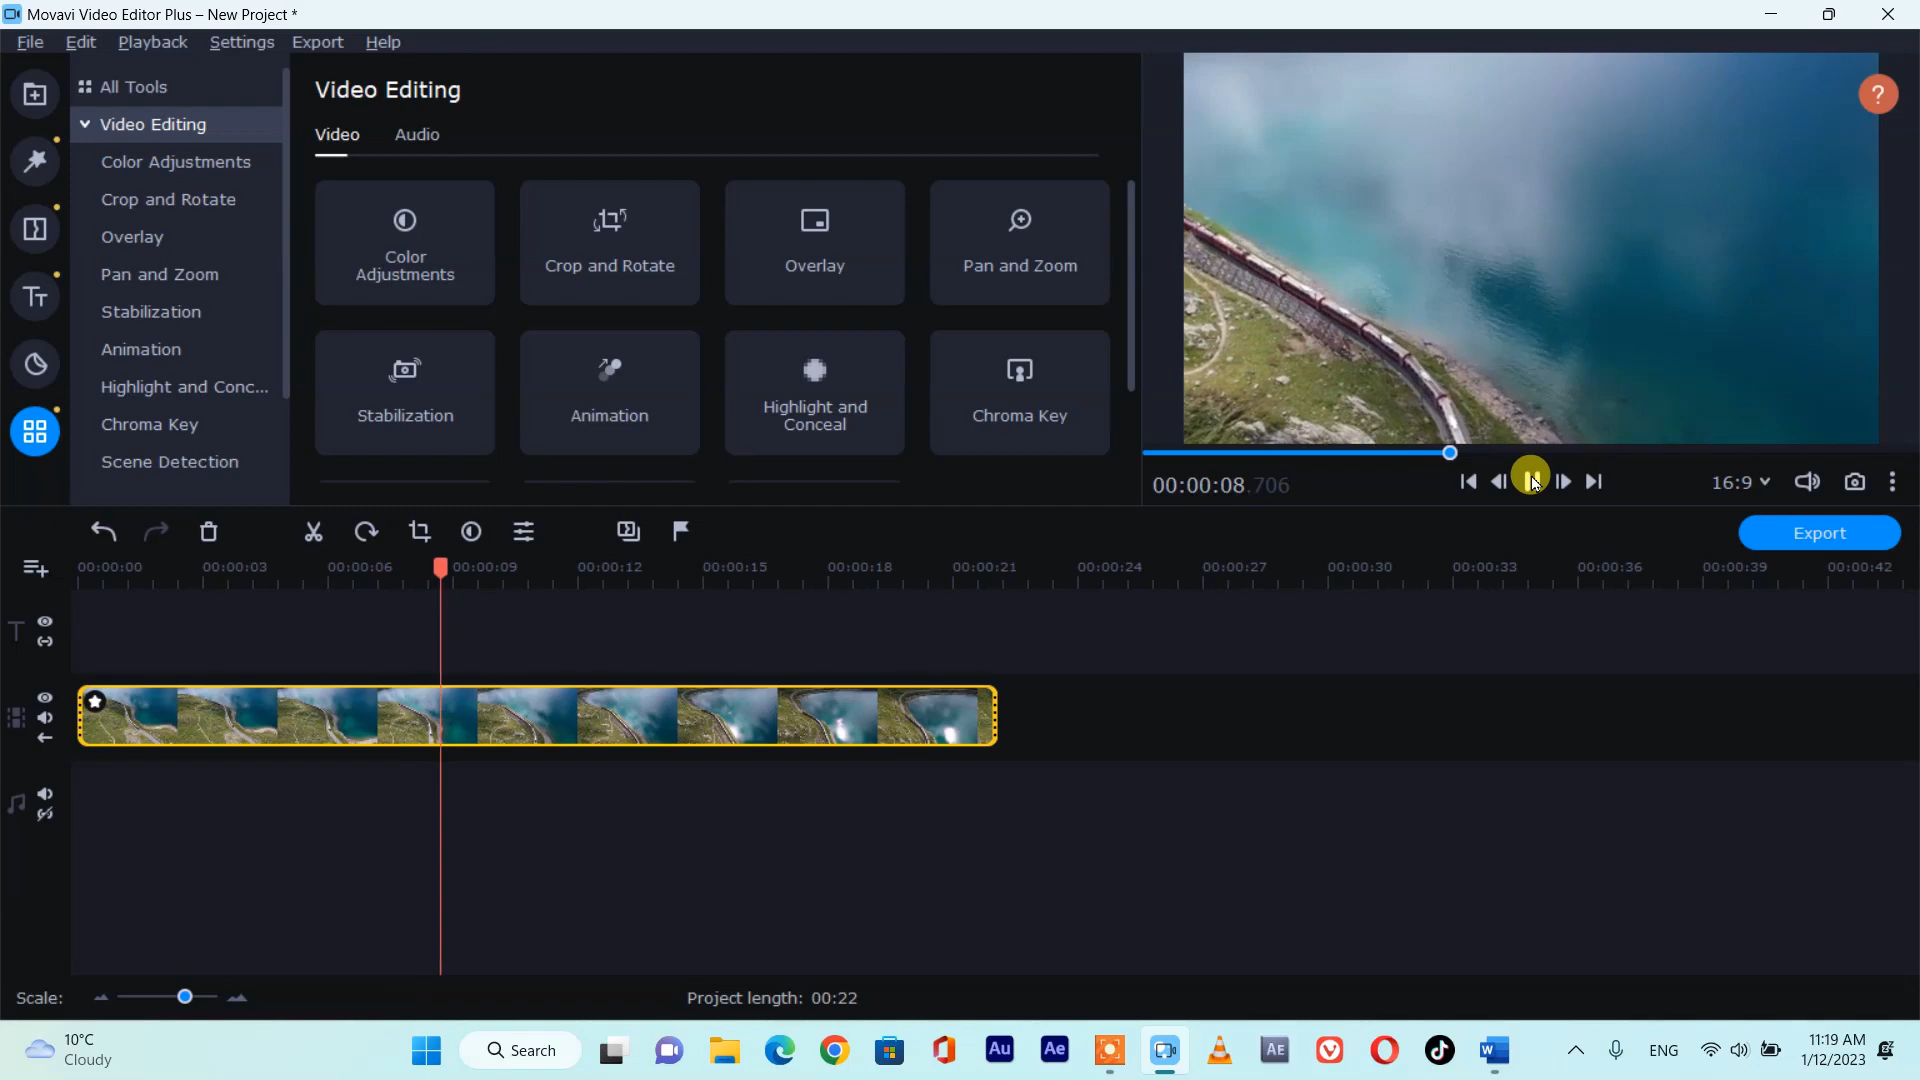 Movavi Video Editor Plus – New Project *
File Edit Playback Settings Export Help
All Tools
Video Editing
Color Adjustments
Crop and Rotate
Overlay
Pan and Zoom
Stabilization
Animation
Highlight and Conc...
Chroma Key
Scene Detection
Video Editing
Video Audio
Color
Adjustments
Crop and Rotate
Overlay
Pan and Zoom
Stabilization
Animation
Highlight and
Conceal
Chroma Key
?
00:00:08.706
16:9
Export
00:00:00 00:00:03 00:00:06 00:00:09 00:00:12 00:00:15 00:00:18 00:00:21 00:00:24 00:00:27 00:00:30 00:00:33 00:00:36 00:00:39 00:00:42
Scale:
Project length: 00:22
10°C
Cloudy
Search
Au
Ae
AE
W
ENG
11:19 AM
1/12/2023